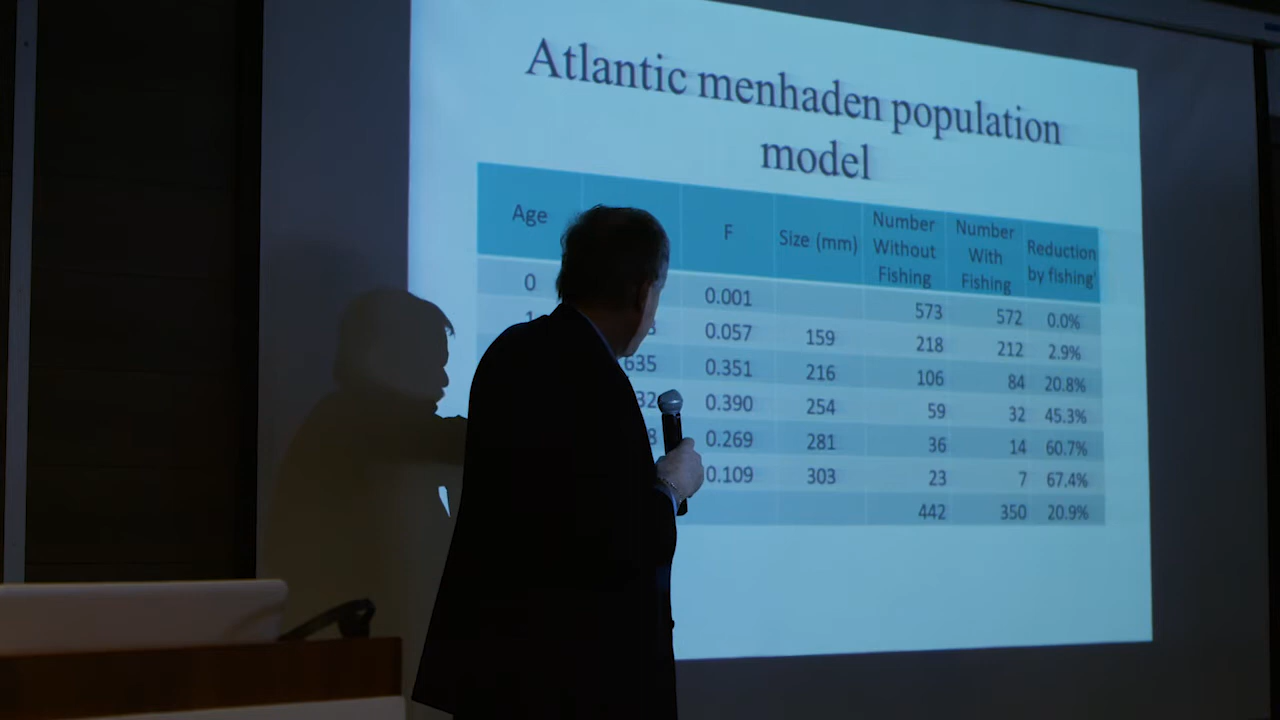 Atlantic menhaden population
model
Age F Size (mm) Number Without Fishing Number With Fishing Reduction by fishing'
0 0.001 573 572 0.0%
1 0.057 159 218 212 2.9%
635 0.351 216 106 84 20.8%
32 0.390 254 59 32 45.3%
8 0.269 281 36 14 60.7%
0.109 303 23 7 67.4%
442 350 20.9%